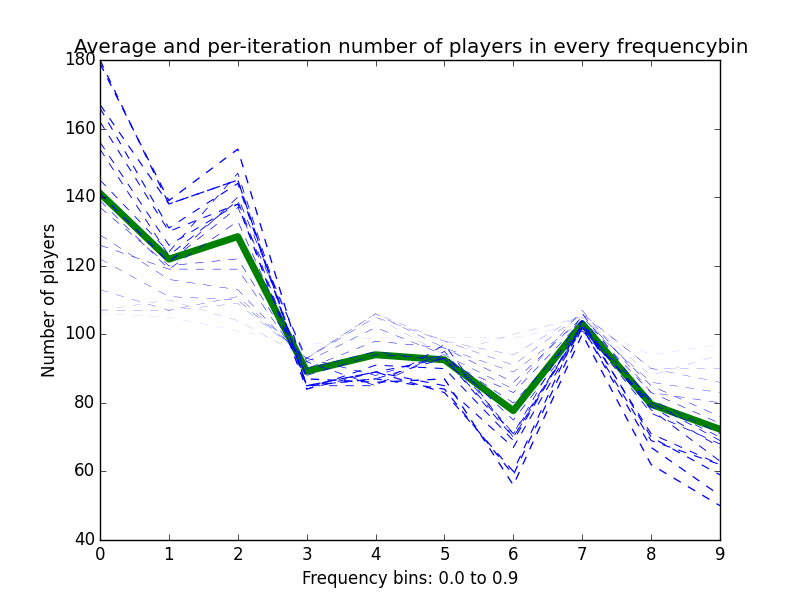 Average and per-iteration number of players in every frequencybin
180
160
140
120
100
80
60
40
Number of players
0 1 2 3 4 5 6 7 8 9
Frequency bins: 0.0 to 0.9